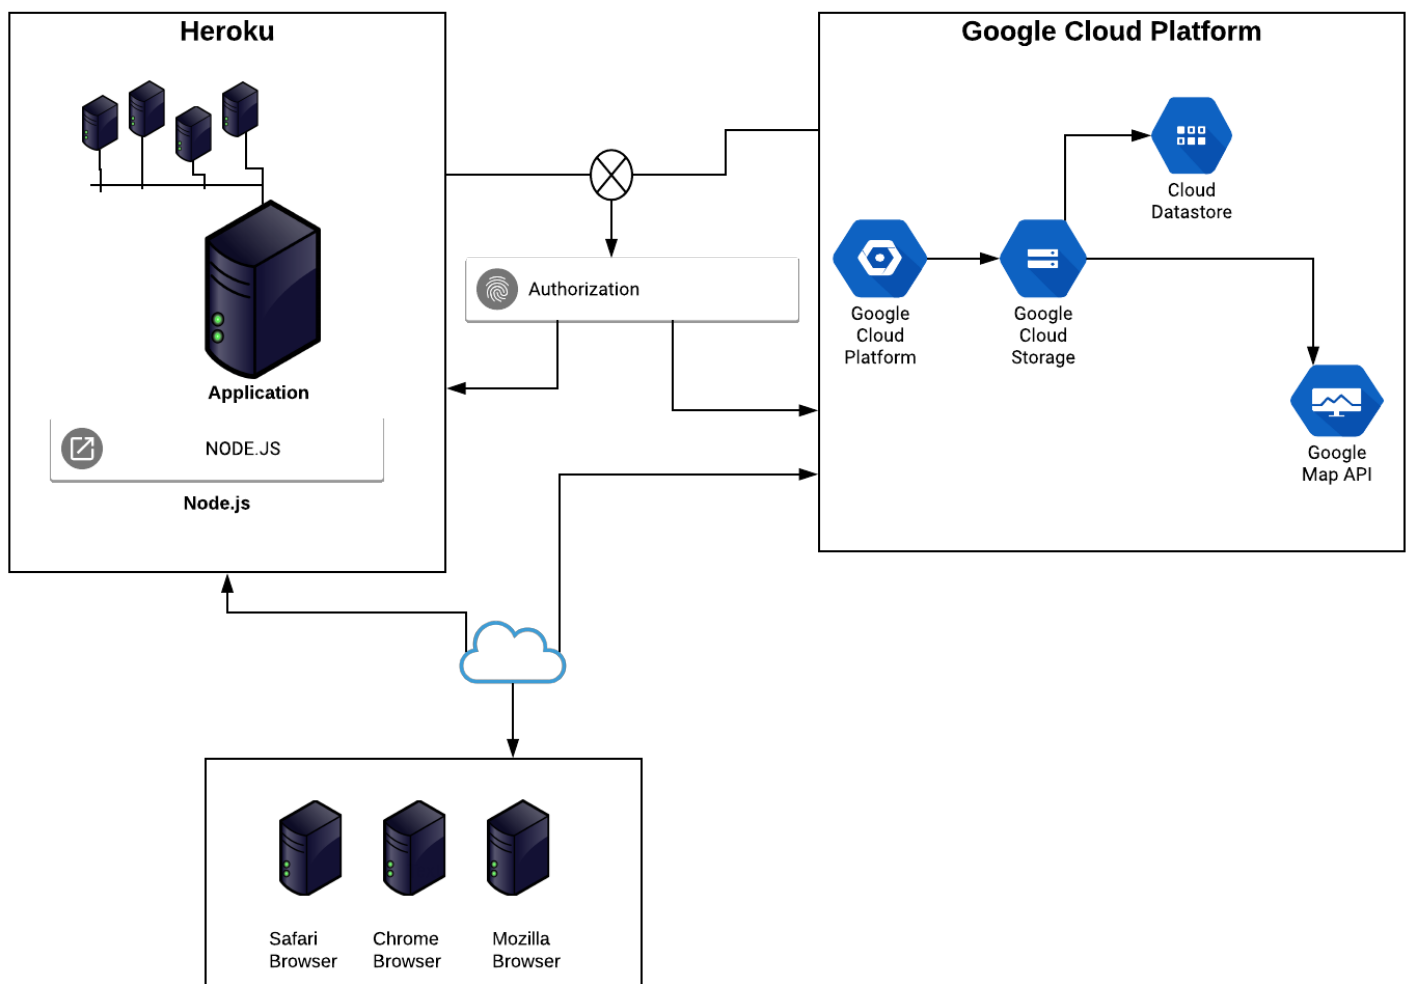 Heroku
Google Cloud Platform
Cloud
Datastore
Authorization
Google
Cloud
Platform
Google
Cloud
Storage
Application
NODE.JS
Node.js
Google
Map API
Safari
Browser
Chrome
Browser
Mozilla
Browser